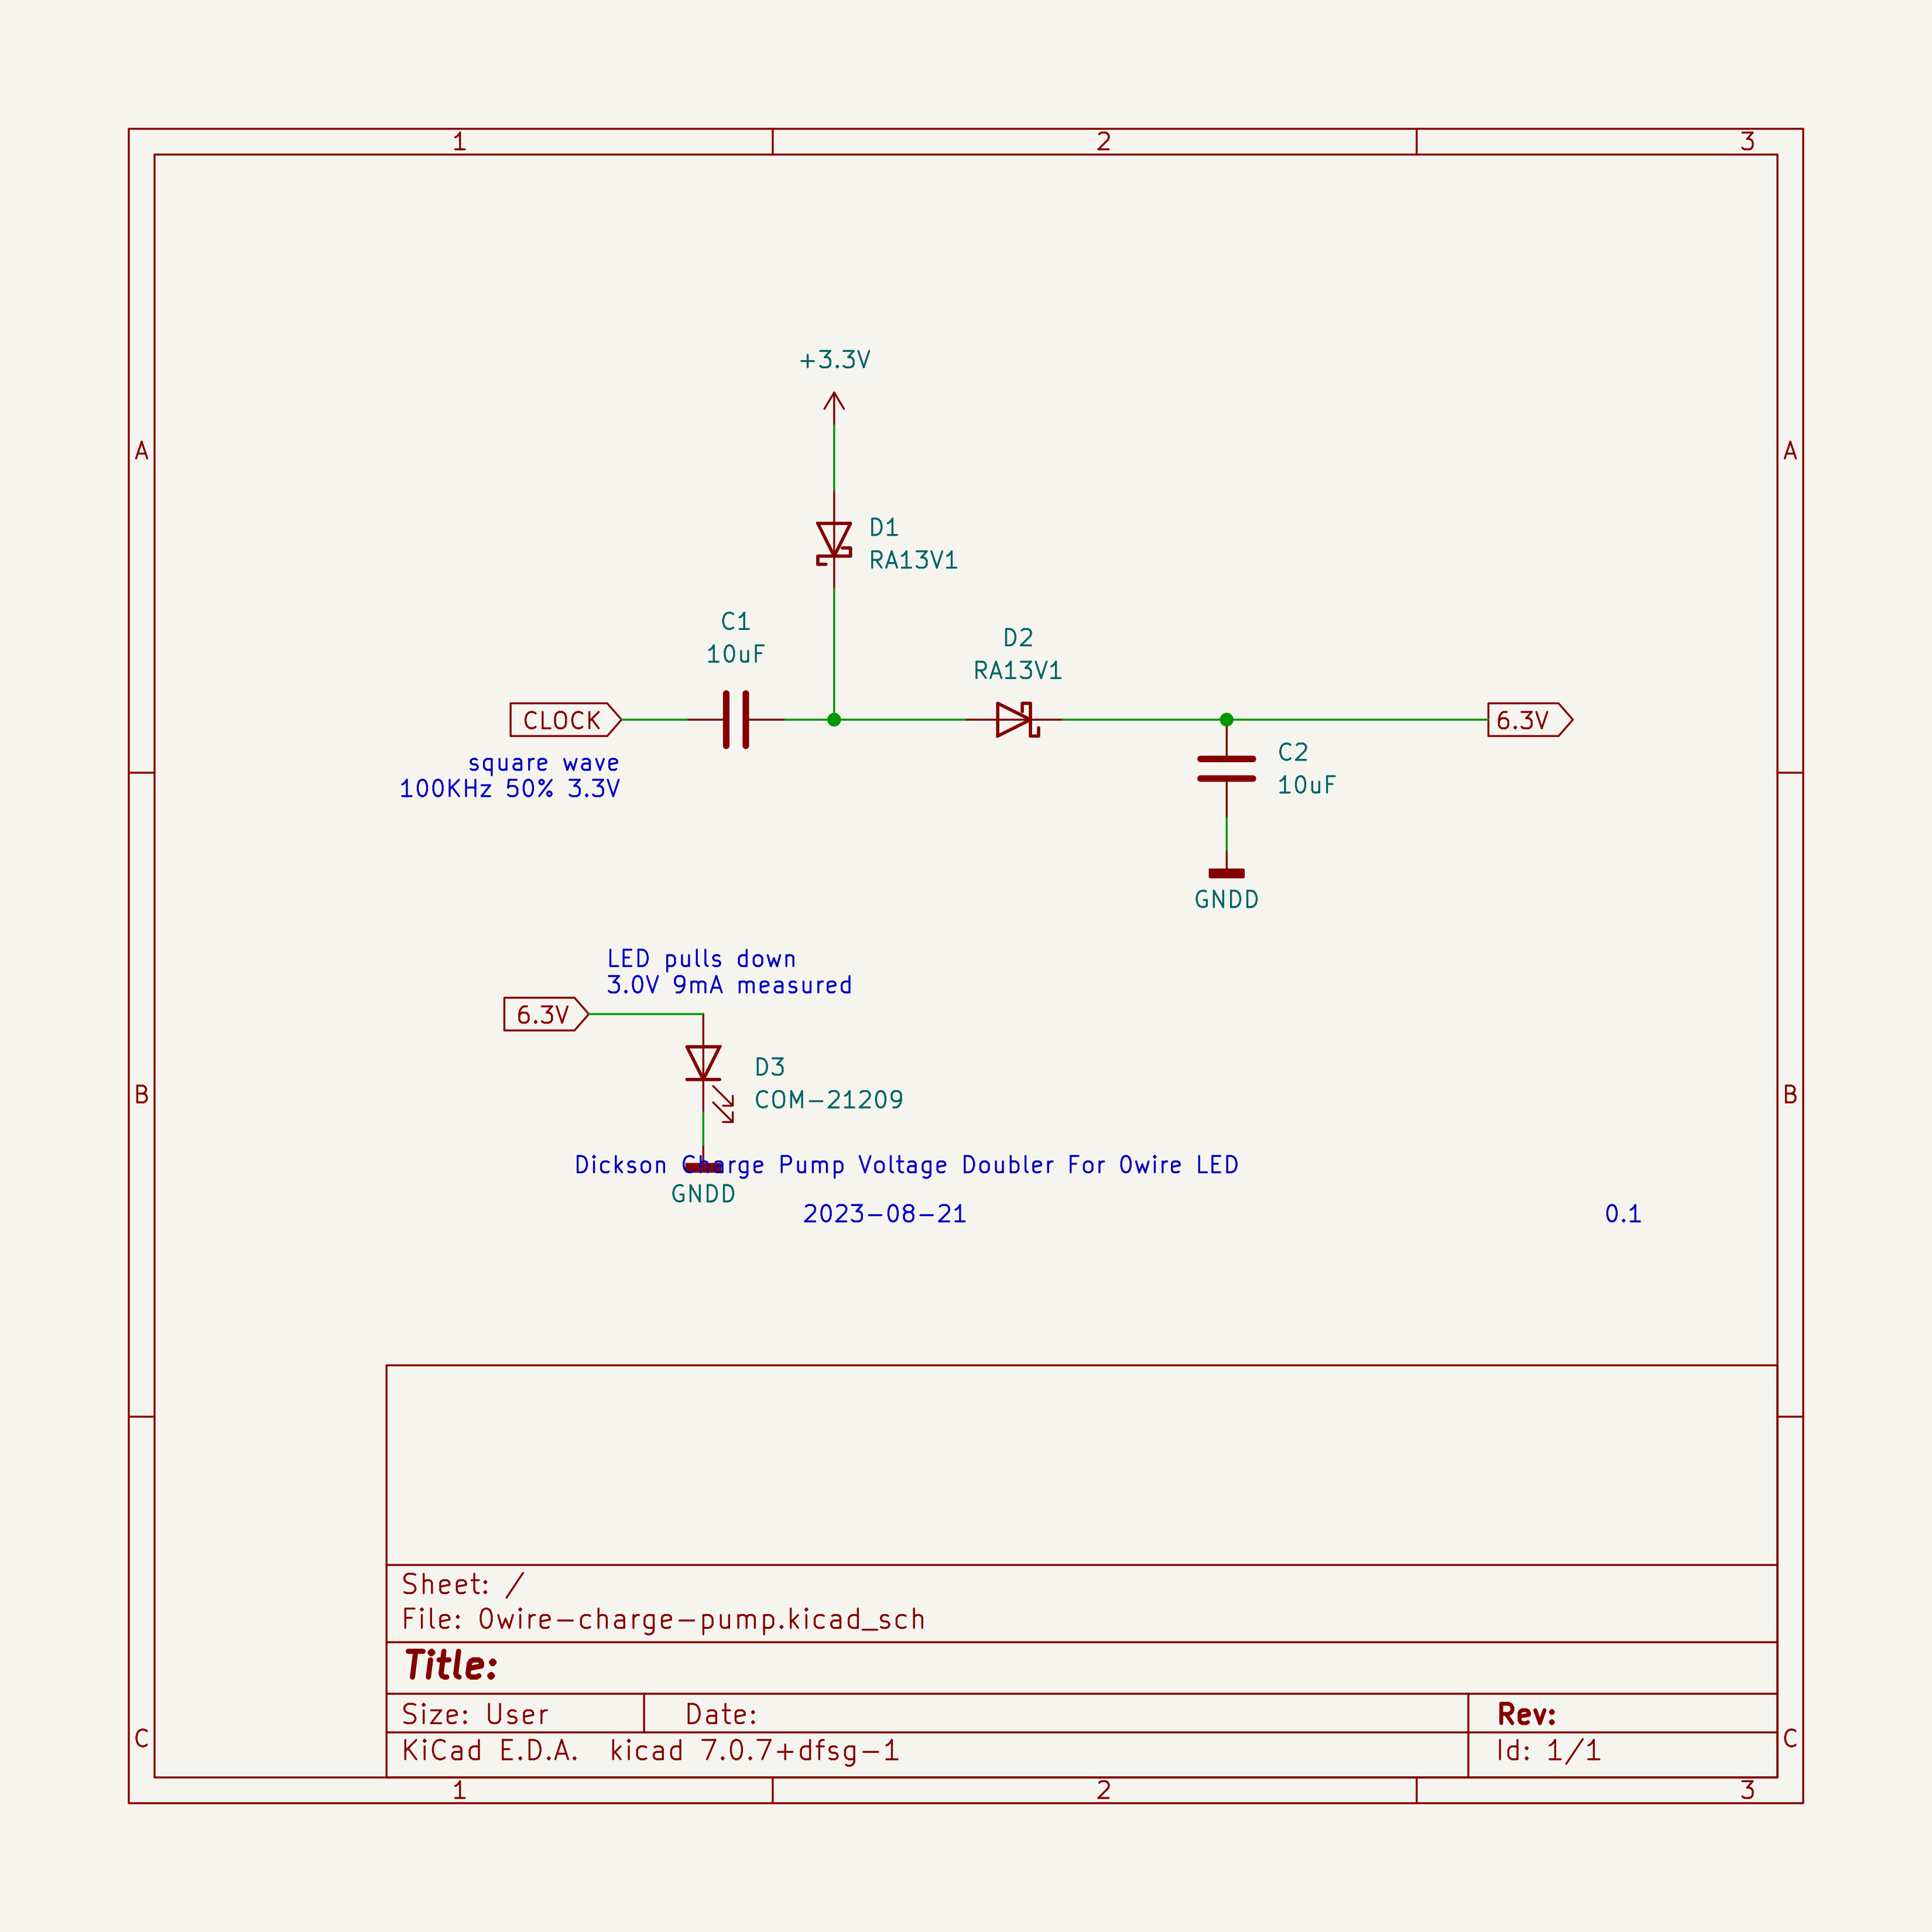 1 2 3
A A
+3.3V
D1
RA13V1
C1
10uF
D2
RA13V1
CLOCK
6.3V
square wave
100KHz 50% 3.3V
C2
10uF
GNDD
LED pulls down
3.0V 9mA measured
6.3V
D3
COM-21209
B B
Dickson Charge Pump Voltage Doubler For 0wire LED
GNDD
2023-08-21 0.1
Sheet: /
File: 0wire-charge-pump.kicad_sch
Title:
Size: User Date: Rev:
KiCad E.D.A. kicad 7.0.7+dfsg-1 Id: 1/1
C C
1 2 3